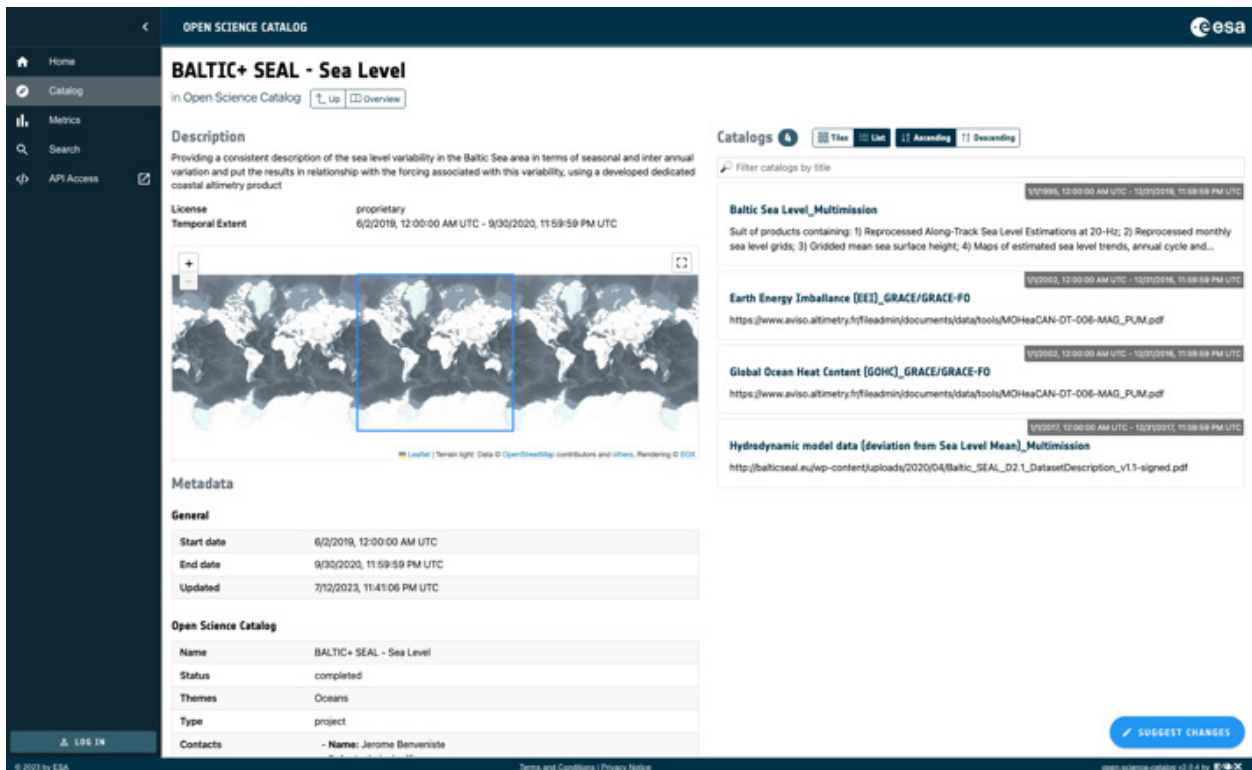 OPEN SCIENCE CATALOG
esa
Home
Catalog
Metrics
Search
API Access
LOG IN
BALTIC+ SEAL - Sea Level
in Open Science Catalog
Up
Overview
Description
Providing a consistent description of the sea level variability in the Baltic Sea area in terms of seasonal and inter annual
variation and put the results in relationship with the forcing associated with this variability, using a developed dedicated
coastal altimetry product
License proprietary
Temporal Extent 6/2/2019, 12:00:00 AM UTC - 9/30/2020, 11:59:59 PM UTC
+
−
Leaflet | Terrain light: Data © OpenStreetMap contributors and others, Rendering © EOX
Metadata
General
Start date 6/2/2019, 12:00:00 AM UTC
End date 9/30/2020, 11:59:59 PM UTC
Updated 7/12/2023, 11:41:06 PM UTC
Open Science Catalog
Name BALTIC+ SEAL - Sea Level
Status completed
Themes Oceans
Type project
Contacts - Name: Jerome Benveniste
Catalogs 4
Tiles
List
Ascending
Descending
Filter catalogs by title
1/1/1995, 12:00:00 AM UTC - 12/31/2019, 11:59:59 PM UTC
Baltic Sea Level_Multimission
Suit of products containing: 1) Reprocessed Along-Track Sea Level Estimations at 20-Hz; 2) Reprocessed monthly
sea level grids; 3) Gridded mean sea surface height; 4) Maps of estimated sea level trends, annual cycle and...
1/1/2002, 12:00:00 AM UTC - 12/31/2016, 11:59:59 PM UTC
Earth Energy Imballance (EEI)_GRACE/GRACE-FO
https://www.aviso.altimetry.fr/fileadmin/documents/data/tools/MOHeaCAN-DT-006-MAG_PUM.pdf
1/1/2002, 12:00:00 AM UTC - 12/31/2016, 11:59:59 PM UTC
Global Ocean Heat Content (GOHC)_GRACE/GRACE-FO
https://www.aviso.altimetry.fr/fileadmin/documents/data/tools/MOHeaCAN-DT-006-MAG_PUM.pdf
1/1/2017, 12:00:00 AM UTC - 12/31/2017, 11:59:59 PM UTC
Hydrodynamic model data (deviation from Sea Level Mean)_Multimission
http://balticseal.eu/wp-content/uploads/2020/04/Baltic_SEAL_D2.1_DatasetDescription_v1.1-signed.pdf
SUGGEST CHANGES
© 2023 by ESA
Terms and Conditions | Privacy Notice
open-science-catalog v2.0.4 by EOX